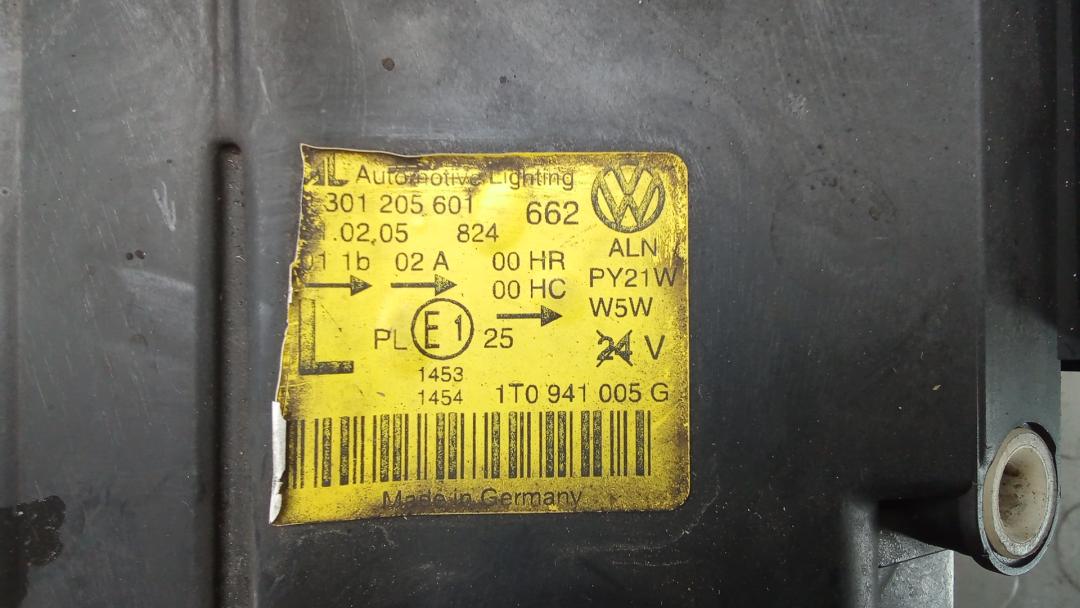 AL Automotive Lighting
301 205 601 662
.02.05 824 ALN
01 1b 02 A 00 HR PY21W
00 HC W5W
PL E1 25 24 V
L
1453
1454 1T0 941 005 G
Made in Germany